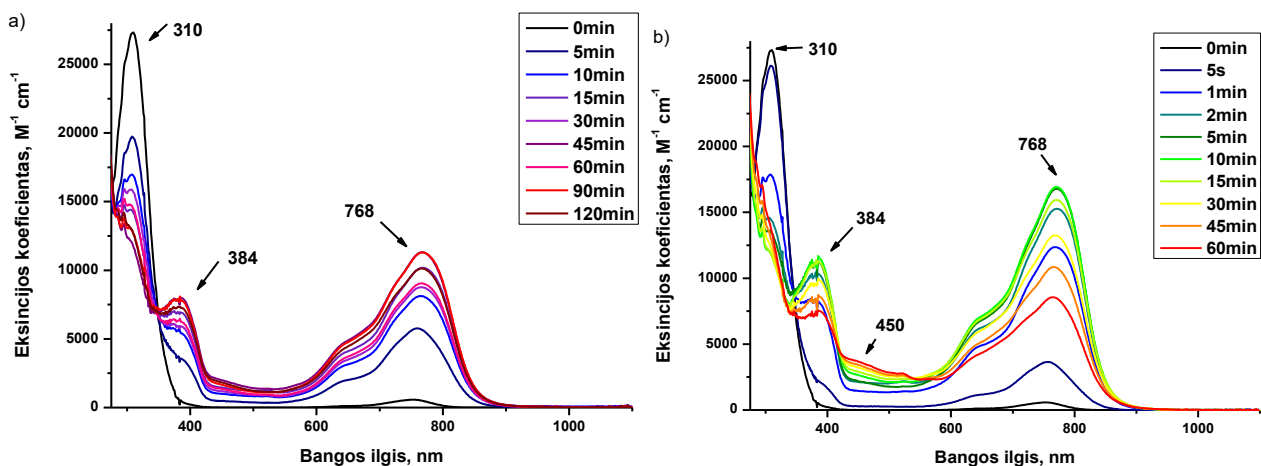 a)
Eksincijos koeficientas, M-1 cm-1
25000
20000
15000
10000
5000
0
310
384
768
0min
5min
10min
15min
30min
45min
60min
90min
120min
400
600
800
1000
Bangos ilgis, nm
b)
Eksincijos koeficientas, M-1 cm-1
25000
20000
15000
10000
5000
0
310
384
450
768
0min
5s
1min
2min
5min
10min
15min
30min
45min
60min
400
600
800
1000
Bangos ilgis, nm